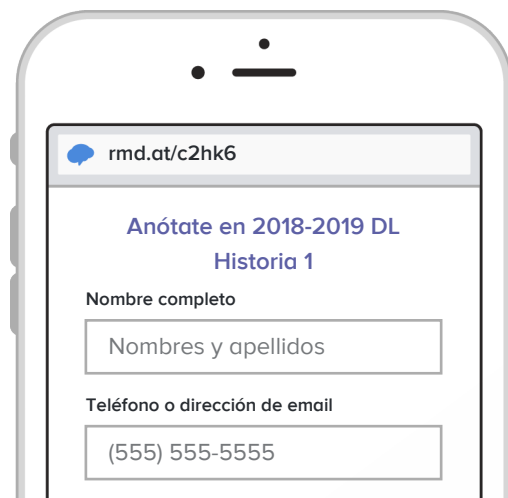 rmd.at/c2hk6
Anótate en 2018-2019 DL
Historia 1
Nombre completo
Nombres y apellidos
Teléfono o dirección de email
(555) 555-5555